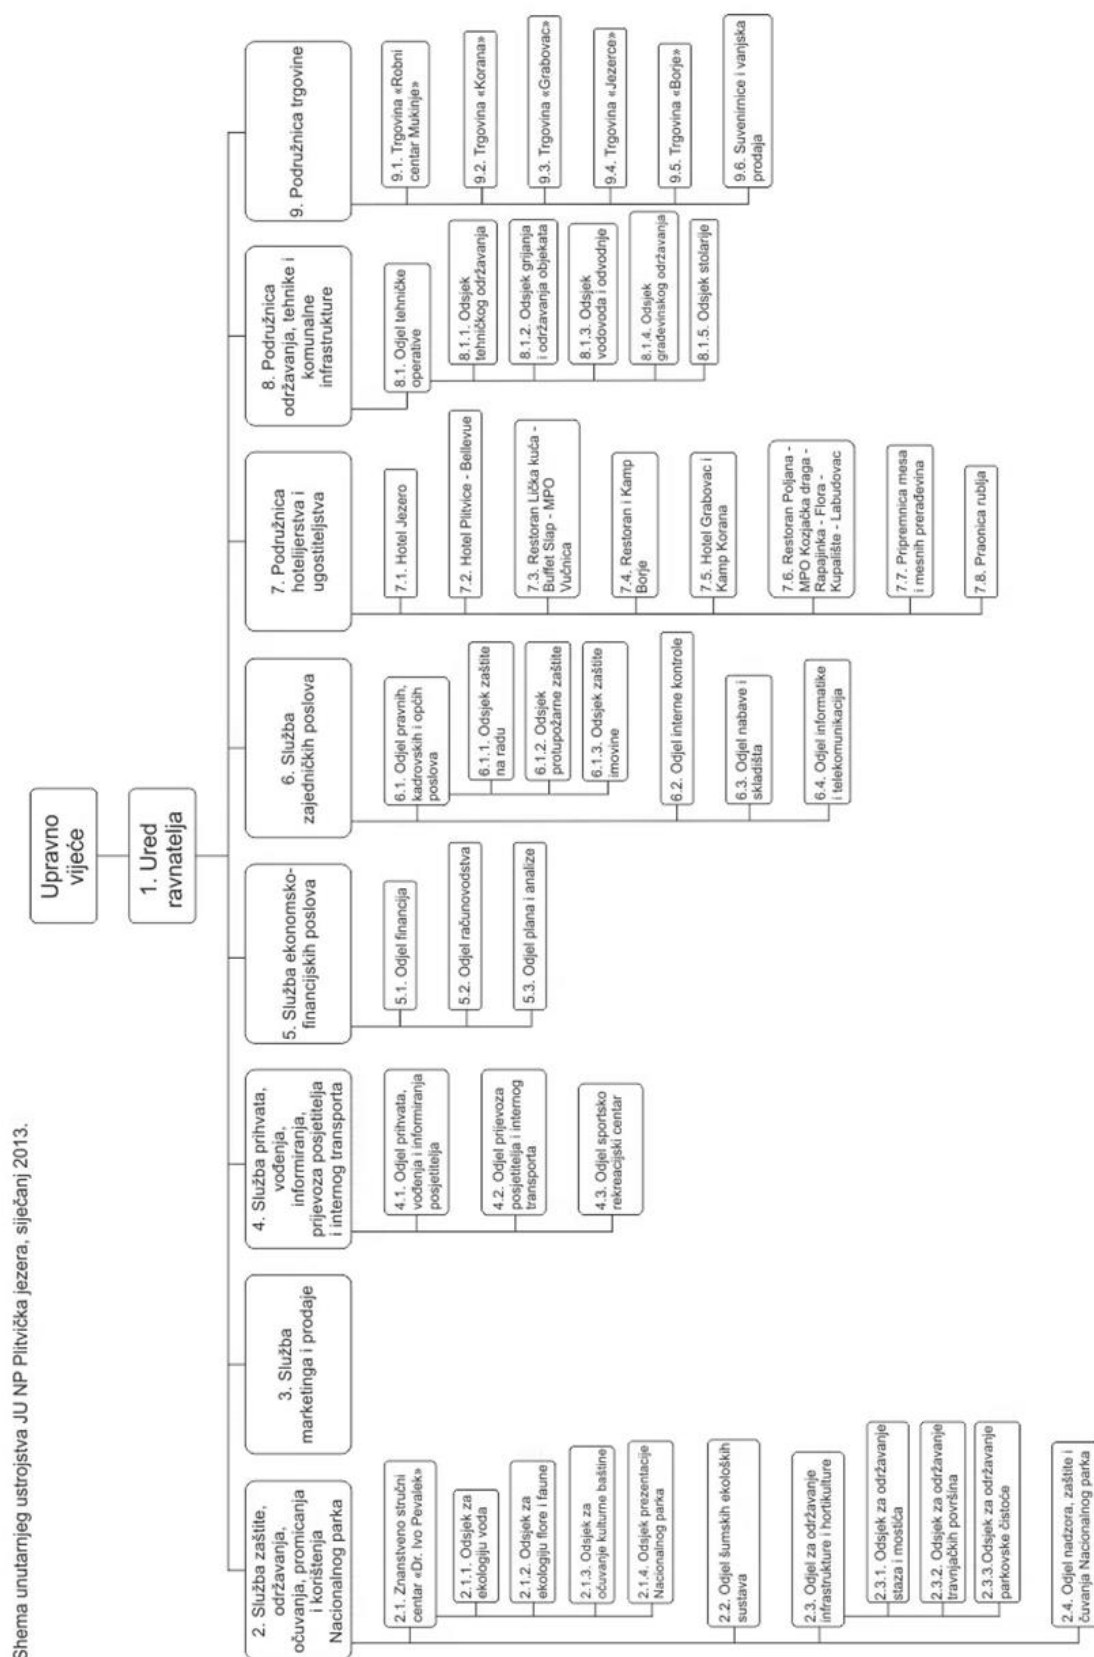 Shema unutarnjeg ustrojstva JU NP Plitvička jezera, siječanj 2013.
Upravno
vijeće
1. Ured
ravnatelja
2. Služba zaštite,
održavanja,
očuvanja, promicanja
i korištenja
Nacionalnog parka
2.1. Znanstveno stručni
centar «Dr. Ivo Pevalek»
2.1.1. Odsjek za
ekologiju voda
2.1.2. Odsjek za
ekologiju flore i faune
2.1.3. Odsjek za
očuvanje kulturne baštine
2.1.4. Odsjek prezentacije
Nacionalnog parka
2.2. Odjel šumskih ekoloških
sustava
2.3. Odjel za održavanje
infrastrukture i hortikulture
2.3.1. Odsjek za održavanje
staza i mostića
2.3.2. Odsjek za održavanje
travnjačkih površina
2.3.3.Odsjek za održavanje
parkovske čistoće
2.4. Odjel nadzora, zaštite i
čuvanja Nacionalnog parka
3. Služba
marketinga i prodaje
4. Služba prihvata,
vođenja,
informiranja,
prijevoza posjetitelja
i internog transporta
4.1. Odjel prihvata,
vođenja i informiranja
posjetitelja
4.2. Odjel prijevoza
posjetitelja i internog
transporta
4.3. Odjel sportsko
rekreacijski centar
5. Služba ekonomsko-
financijskih poslova
5.1. Odjel financija
5.2. Odjel računovodstva
5.3. Odjel plana i analize
6. Služba
zajedničkih poslova
6.1. Odjel pravnih,
kadrovskih i općih
poslova
6.1.1. Odsjek zaštite
na radu
6.1.2. Odsjek
protupožarne zaštite
6.1.3. Odsjek zaštite
imovine
6.2. Odjel interne kontrole
6.3. Odjel nabave i
skladišta
6.4. Odjel informatike
i telekomunikacija
7. Podružnica
hotelijerstva i
ugostiteljstva
7.1. Hotel Jezero
7.2. Hotel Plitvice - Bellevue
7.3. Restoran Lička kuća -
Buffet Slap - MPO
Vučnica
7.4. Restoran i Kamp
Borje
7.5. Hotel Grabovac i
Kamp Korana
7.6. Restoran Poljana -
MPO Kozjačka draga -
Rapajinka - Flora -
Kupalište - Labudovac
7.7. Pripremnica mesa
i mesnih prerađevina
7.8. Praonica rublja
8. Podružnica
održavanja, tehnike i
komunalne
infrastrukture
8.1. Odjel tehničke
operative
8.1.1. Odsjek
tehničkog održavanja
8.1.2. Odsjek grijanja
i održavanja objekata
8.1.3. Odsjek
vodovoda i odvodnje
8.1.4. Odsjek
građevinskog održavanja
8.1.5. Odsjek stolarije
9. Podružnica trgovine
9.1. Trgovina «Robni
centar Mukinje»
9.2. Trgovina «Korana»
9.3. Trgovina «Grabovac»
9.4. Trgovina «Jezerce»
9.5. Trgovina «Borje»
9.6. Suvenirnice i vanjska
prodaja